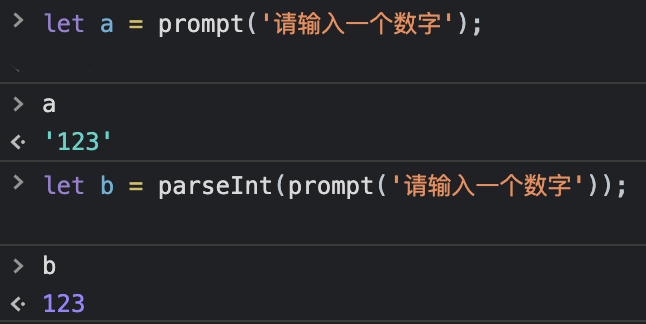 > let a = prompt('请输入一个数字');
> a
<· '123'
> let b = parseInt(prompt('请输入一个数字'));
> b
<· 123